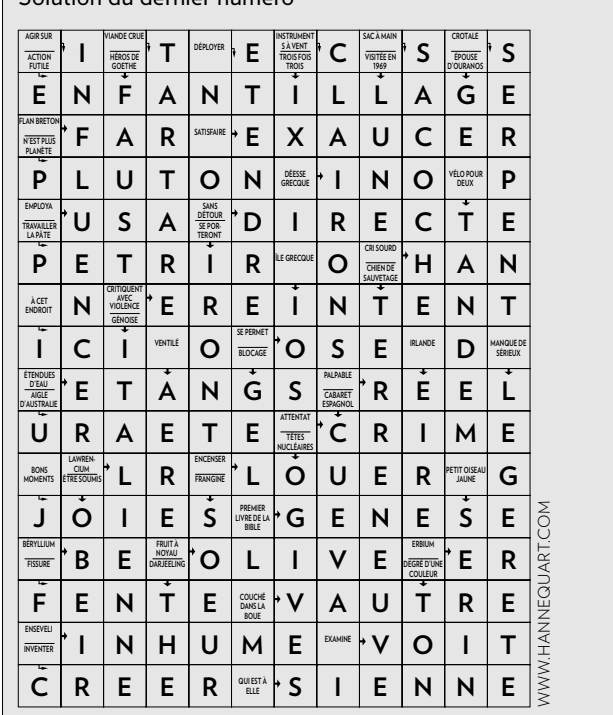 Solution du dernier numéro
AGIR SUR
ACTION FUTILE
I
VIANDE CRUE
HÉROS DE GOETHE
T
DÉPLOYER
E
INSTRUMENTS À VENT
TROIS FOIS TROIS
C
SAC À MAIN
VISITÉE EN 1969
S
CROTALE
ÉPOUSE D'OURANOS
S
E N F A N T I L L A G E
FLAN BRETON
N'EST PLUS PLANÈTE
F A R
SATISFAIRE
E X A U C E R
P L U T O N
DÉESSE GRECQUE
I N O
VÉLO POUR DEUX
P
EMPLOYA
TRAVAILLER LA PÂTE
U S A
SANS DÉTOUR
SE PORTERONT
D I R E C T E
P E T R I R
ÎLE GRECQUE
O
CRI SOURD
CHIEN DE SAUVETAGE
H A N
À CET ENDROIT
N
CRITIQUENT AVEC VIOLENCE
GÉNOISE
E R E I N T E N T
I C I
VENTILÉ
O
SE PERMET
BLOCAGE
O S E
IRLANDE
D
MANQUE DE SÉRIEUX
ÉTENDUES D'EAU
AIGLE D'AUSTRALIE
E T A N G S
PALPABLE
CABARET ESPAGNOL
R E E L
U R A E T E
ATTENTAT
TÊTES NUCLÉAIRES
C R I M E
BONS MOMENTS
LAWRENCIUM
ÊTRE SOUMIS
L R
ENCENSER
FRANGINE
L O U E R
PETIT OISEAU JAUNE
G
J O I E S
PREMIER LIVRE DE LA BIBLE
G E N E S E
BÉRYLLIUM
FISSURE
B E
FRUIT À NOYAU
DARJEELING
O L I V E
ERBIUM
DEGRÉ D'UNE COULEUR
E R
F E N T E
COUCHÉ DANS LA BOUE
V A U T R E
ENSEVELI
INVENTER
I N H U M E
EXAMINE
V O I T
C R E E R
QUI EST À ELLE
S I E N N E
WWW.HANNEQUART.COM